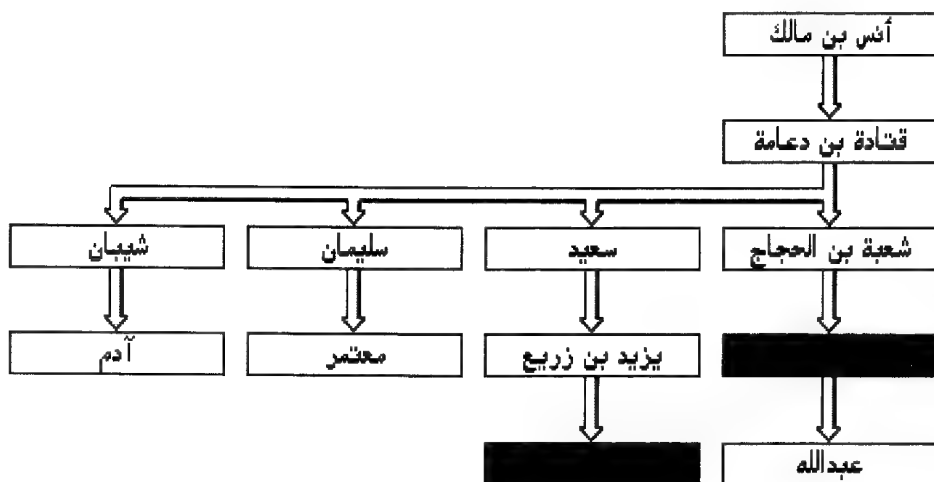 أنس بن مالك
قتادة بن دعامة
شعبة بن الحجاج
سعيد
سليمان
شيبان
يزيد بن زريع
معتمر
آدم
عبدالله